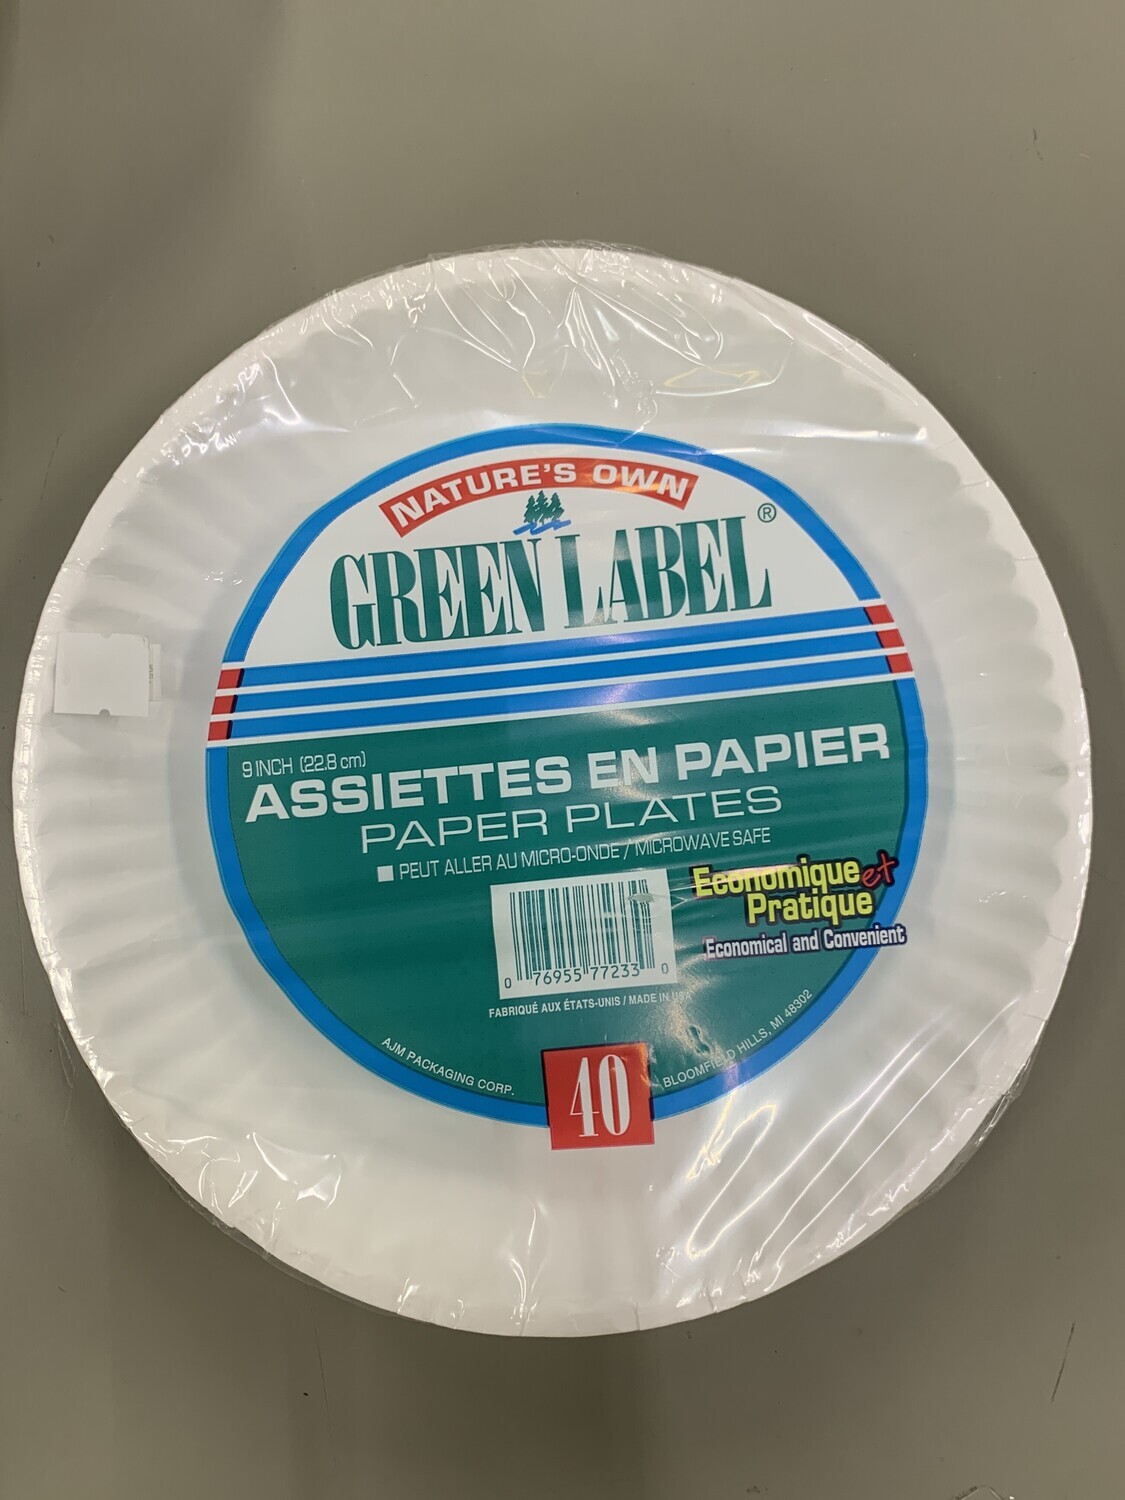 NATURE'S OWN
GREEN LABEL®
9 INCH (22.8 cm)
ASSIETTES EN PAPIER
PAPER PLATES
PEUT ALLER AU MICRO-ONDE / MICROWAVE SAFE
Economique et
Pratique
Economical and Convenient
0 76955 77233 0
FABRIQUÉ AUX ÉTATS-UNIS / MADE IN USA
AJM PACKAGING CORP.
BLOOMFIELD HILLS, MI 48302
40